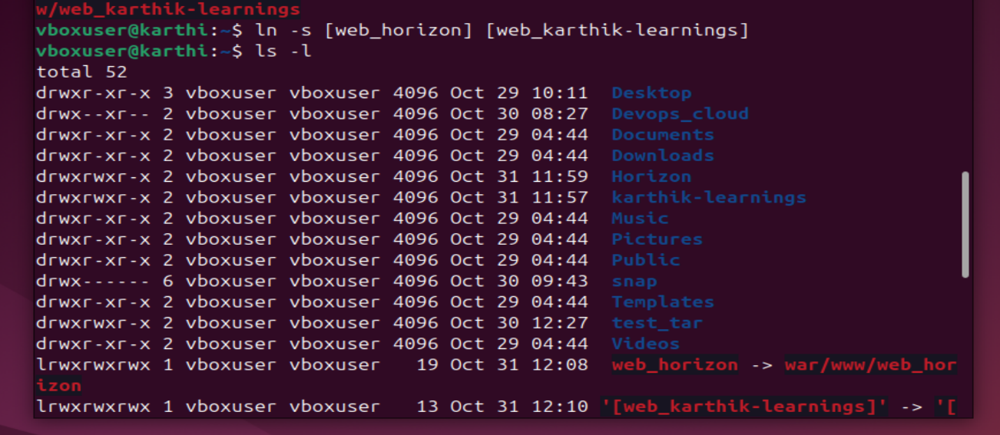 w/web_karthik-learnings
vboxuser@karthi:~$ ln -s [web_horizon] [web_karthik-learnings]
vboxuser@karthi:~$ ls -l
total 52
drwxr-xr-x 3 vboxuser vboxuser 4096 Oct 29 10:11  Desktop
drwx--xr-- 2 vboxuser vboxuser 4096 Oct 30 08:27  Devops_cloud
drwxr-xr-x 2 vboxuser vboxuser 4096 Oct 29 04:44  Documents
drwxr-xr-x 2 vboxuser vboxuser 4096 Oct 29 04:44  Downloads
drwxrwxr-x 2 vboxuser vboxuser 4096 Oct 31 11:59  Horizon
drwxrwxr-x 2 vboxuser vboxuser 4096 Oct 31 11:57  karthik-learnings
drwxr-xr-x 2 vboxuser vboxuser 4096 Oct 29 04:44  Music
drwxr-xr-x 2 vboxuser vboxuser 4096 Oct 29 04:44  Pictures
drwxr-xr-x 2 vboxuser vboxuser 4096 Oct 29 04:44  Public
drwx------ 6 vboxuser vboxuser 4096 Oct 30 09:43  snap
drwxr-xr-x 2 vboxuser vboxuser 4096 Oct 29 04:44  Templates
drwxrwxr-x 2 vboxuser vboxuser 4096 Oct 30 12:27  test_tar
drwxr-xr-x 2 vboxuser vboxuser 4096 Oct 29 04:44  Videos
lrwxrwxrwx 1 vboxuser vboxuser   19 Oct 31 12:08  web_horizon -> war/www/web_hor
izon
lrwxrwxrwx 1 vboxuser vboxuser   13 Oct 31 12:10 '[web_karthik-learnings]' -> '[